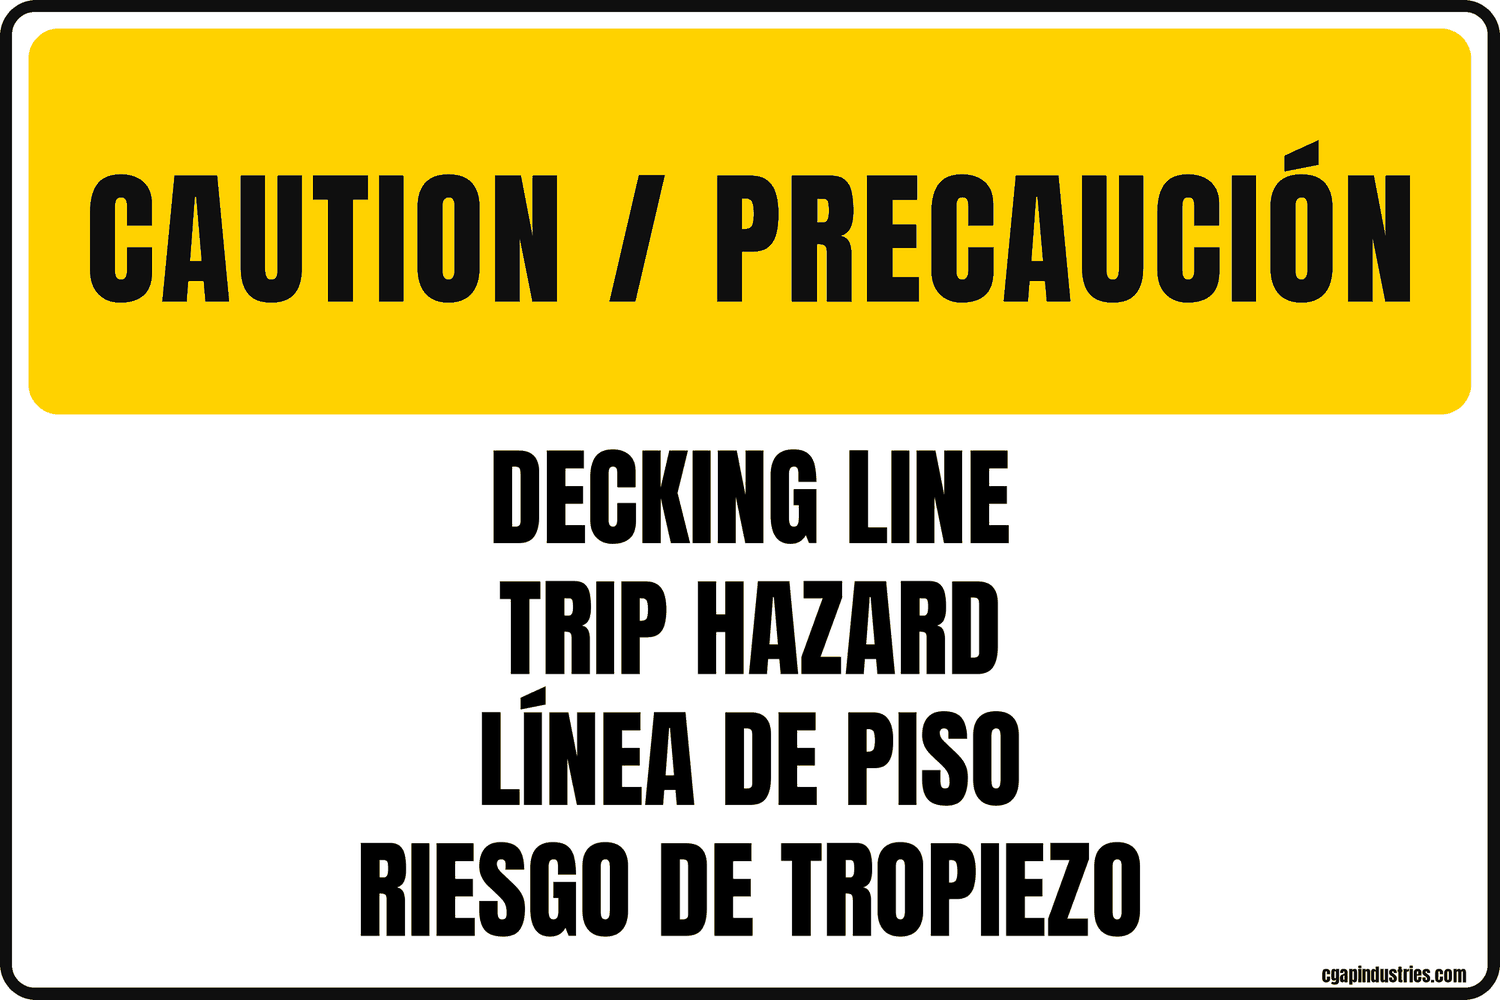 CAUTION / PRECAUCIÓN
DECKING LINE
TRIP HAZARD
LÍNEA DE PISO
RIESGO DE TROPIEZO
cgapindustries.com